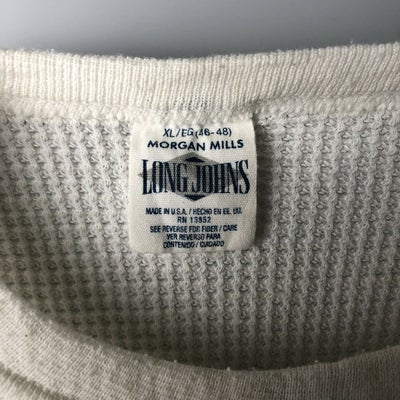 XL/EG (46-48)
MORGAN MILLS
LONG JOHNS
MADE IN U.S.A. / HECHO EN EE. UU.
RN 13852
SEE REVERSE FOR FIBER / CARE
VER REVERSO PARA
CONTENIDO / CUIDADO